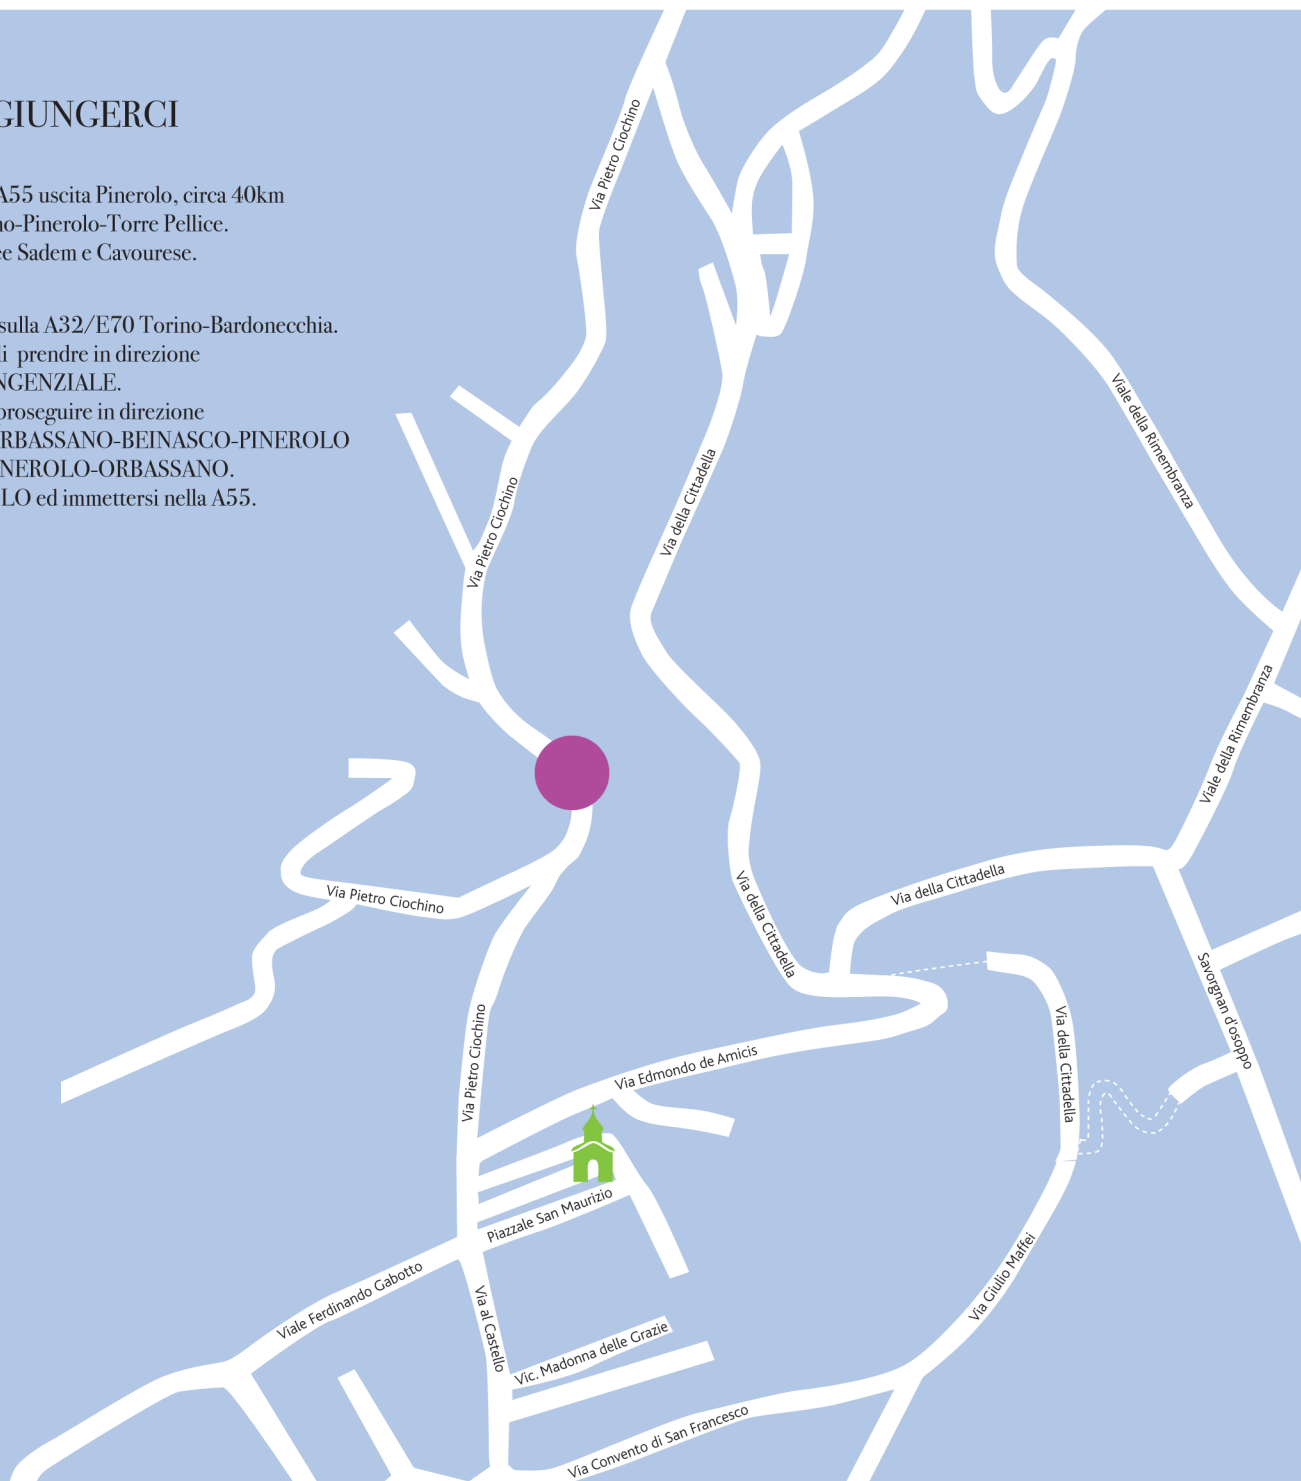 GIUNGERCI
A55 uscita Pinerolo, circa 40km
no-Pinerolo-Torre Pellice.
ee Sadem e Cavourese.
sulla A32/E70 Torino-Bardonecchia.
li prendre in direzione
NGENZIALE.
proseguire in direzione
RBASSANO-BEINASCO-PINEROLO
NEROLO-ORBASSANO.
LO ed immettersi nella A55.
Via Pietro Ciochino
Viale della Rimembranza
Via della Cittadella
Via Pietro Ciochino
Viale della Rimembranza
Via della Cittadella
Via della Cittadella
Via Pietro Ciochino
Savorgnan d'osoppo
Via Pietro Ciochino
Via della Cittadella
Via Edmondo de Amicis
Piazzale San Maurizio
Viale Ferdinando Gabotto
Via Giulio Maffei
Via al Castello
Vic. Madonna delle Grazie
Via Convento di San Francesco